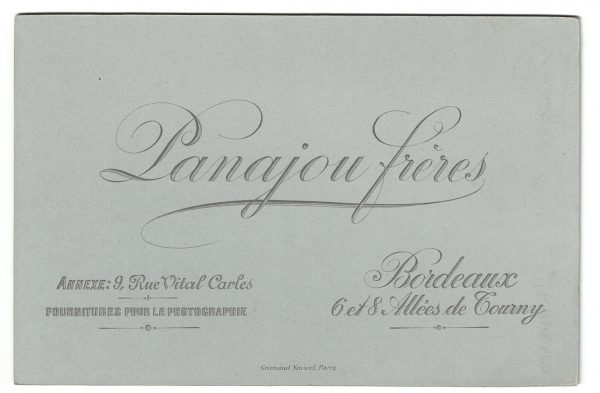 Panajou frères
ANNEXE: 9, Rue Vital Carles
FOURNITURES POUR LA PHOTOGRAPHIE
Bordeaux
6 et 8 Allées de Tourny
Grimaud Nacivet, Paris